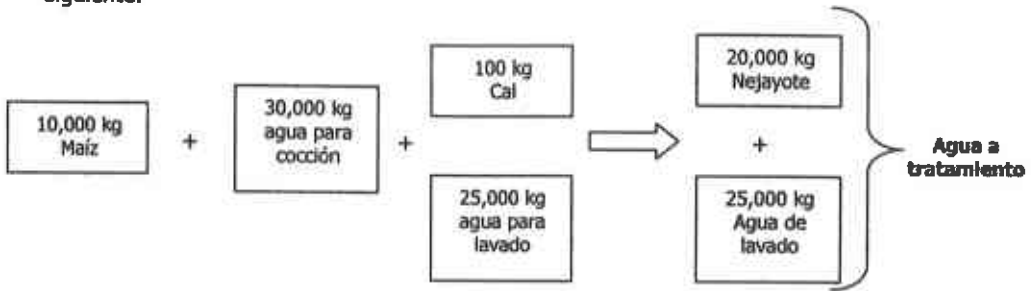 siguiente:
10,000 kg
Maíz
+
30,000 kg
agua para
cocción
+
100 kg
Cal
25,000 kg
agua para
lavado
20,000 kg
Nejayote
+
25,000 kg
Agua de
lavado
Agua a
tratamiento